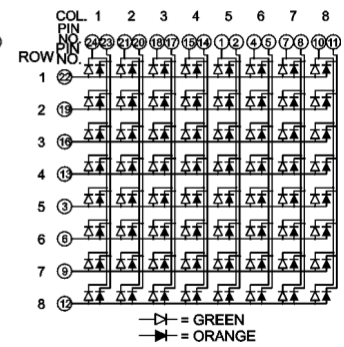 COL. 1 2 3 4 5 6 7 8
PIN NO. 24 23 21 20 18 17 15 14 1 2 4 5 7 8 10 11
ROW PIN NO.
1 22
2 19
3 16
4 13
5 3
6 6
7 9
8 12
= GREEN
= ORANGE